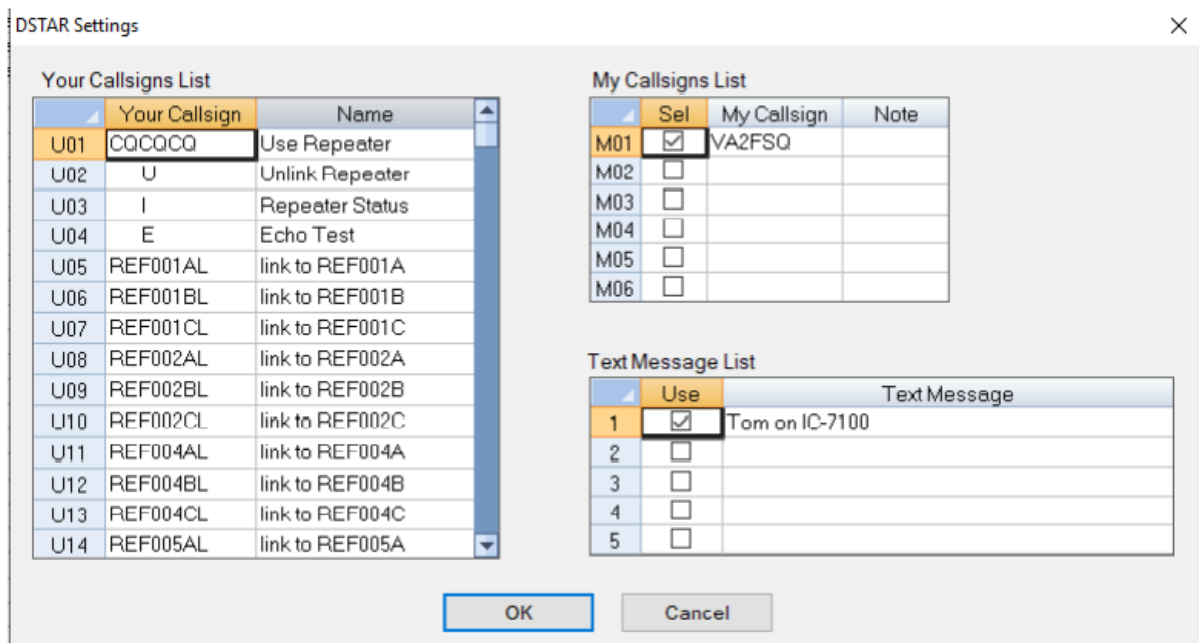 DSTAR Settings
Your Callsigns List
Your Callsign Name
U01 CQCQCQ Use Repeater
U02 U Unlink Repeater
U03 I Repeater Status
U04 E Echo Test
U05 REF001AL link to REF001A
U06 REF001BL link to REF001B
U07 REF001CL link to REF001C
U08 REF002AL link to REF002A
U09 REF002BL link to REF002B
U10 REF002CL link to REF002C
U11 REF004AL link to REF004A
U12 REF004BL link to REF004B
U13 REF004CL link to REF004C
U14 REF005AL link to REF005A
My Callsigns List
Sel My Callsign Note
M01 VA2FSQ
M02
M03
M04
M05
M06
Text Message List
Use Text Message
1 Tom on IC-7100
2
3
4
5
OK Cancel